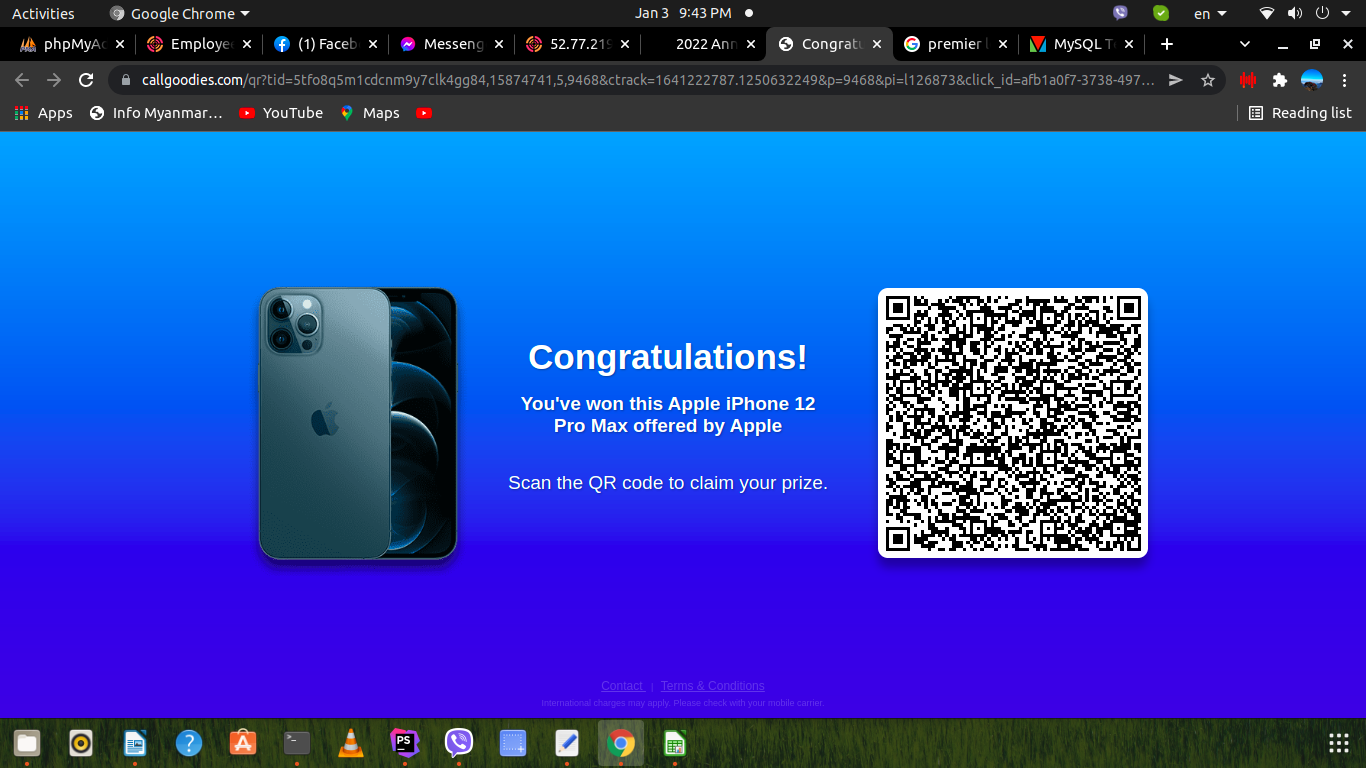 Activities Google Chrome Jan 3 9:43 PM en
phpMyAc Employee (1) Faceb Messeng 52.77.219 2022 Ann Congratu premier l MySQL To
callgoodies.com/qr?tid=5tfo8q5m1cdcnm9y7clk4gg84,15874741,5,9468&ctrack=1641222787.1250632249&p=9468&pi=l126873&click_id=afb1a0f7-3738-497...
Apps Info Myanmar... YouTube Maps Reading list
Congratulations!
You've won this Apple iPhone 12
Pro Max offered by Apple
Scan the QR code to claim your prize.
Contact | Terms & Conditions
International charges may apply. Please check with your mobile carrier.
PS